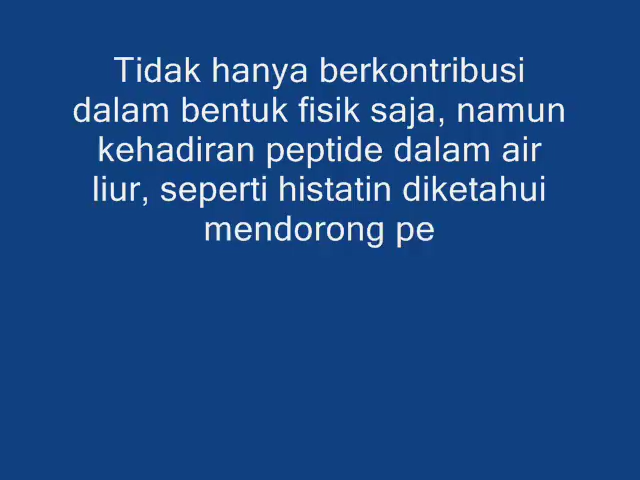 Tidak hanya berkontribusi
dalam bentuk fisik saja, namun
kehadiran peptide dalam air
liur, seperti histatin diketahui
mendorong pe